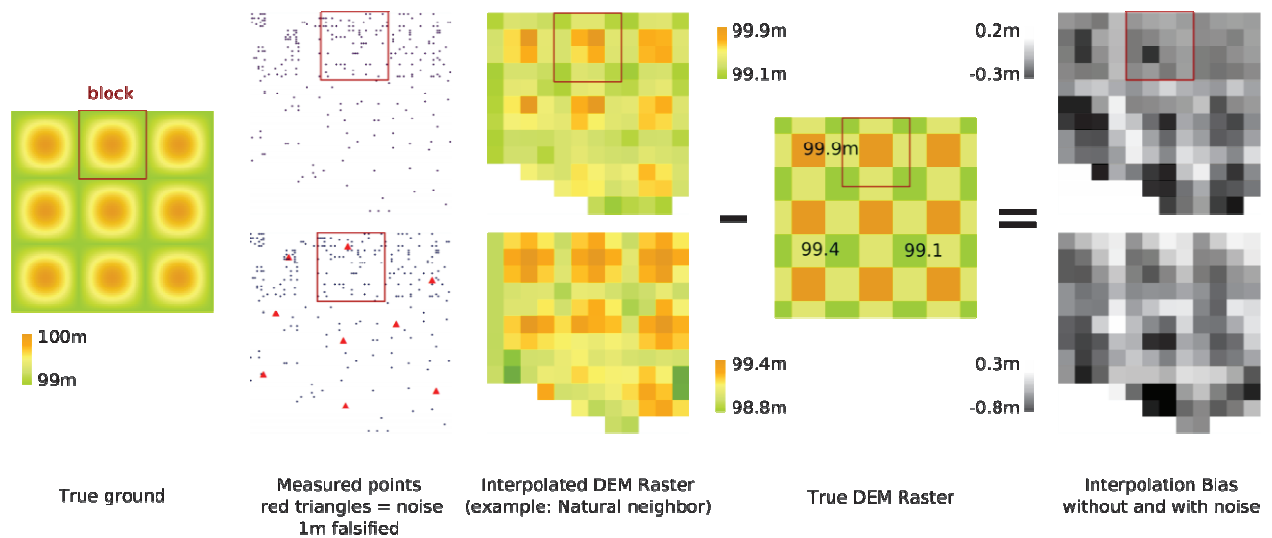 block
100m
99m
99.9m
99.1m
99.4m
98.8m
99.9m
99.4
99.1
0.2m
-0.3m
0.3m
-0.8m
True ground
Measured points
red triangles = noise
1m falsified
Interpolated DEM Raster
(example: Natural neighbor)
True DEM Raster
Interpolation Bias
without and with noise